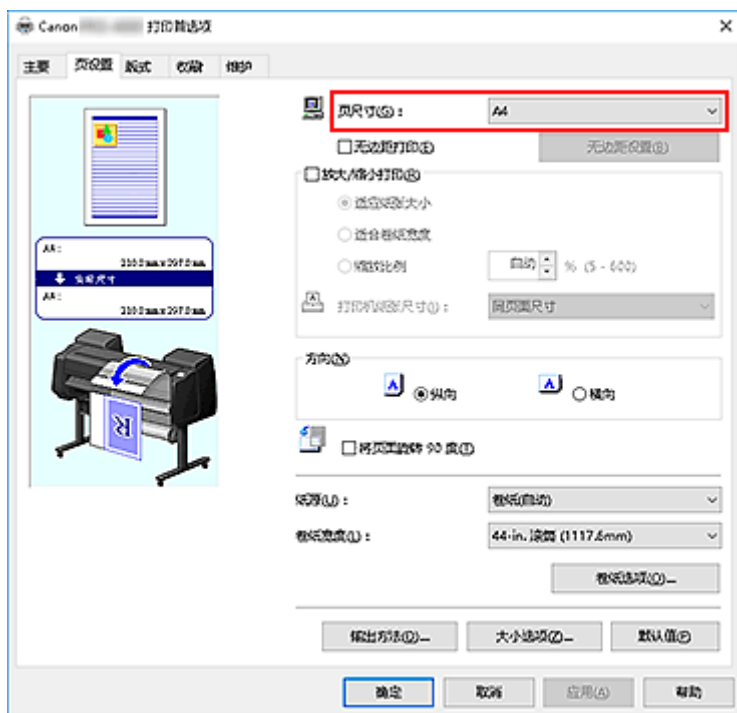 Canon 打印首选项
主要 页设置 版式 收藏 维护
页尺寸(G)： A4
无边距打印(E) 无边距设置(B)
放大/缩小打印(R)
适应纸张大小
适合卷纸宽度
缩放比例 自动 % (5 - 600)
打印机纸张尺寸(I)： 同页面尺寸
A4 :
210.0mm x 297.0mm
实际尺寸
A4 :
210.0mm x 297.0mm
方向(N)
A 纵向 A 横向
将页面旋转 90 度(T)
纸源(U)： 卷纸(自动)
卷纸宽度(L)： 44-in. 滚筒 (1117.6mm)
卷纸选项(O)...
输出方法(D)... 大小选项(Z)... 默认值(F)
确定 取消 应用(A) 帮助